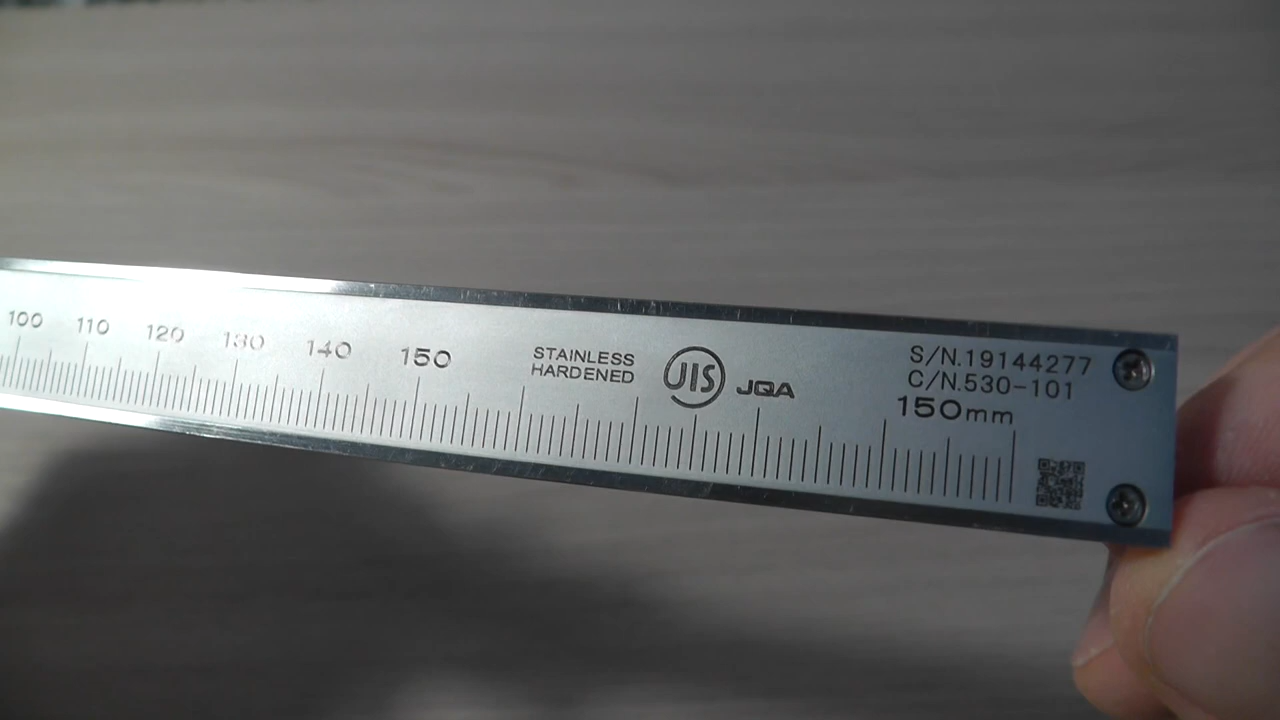 100 110 120 130 140 150
STAINLESS
HARDENED
JIS
JQA
S/N.19144277
C/N.530-101
150mm